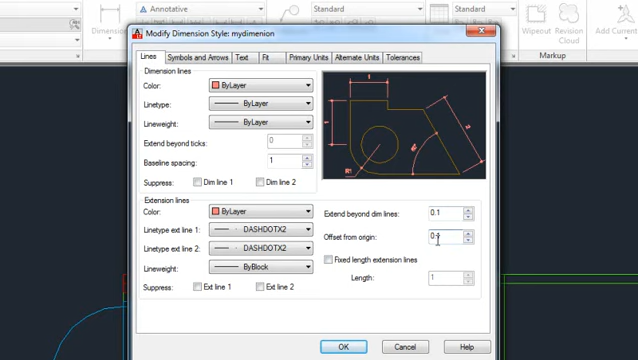 Annotative
Standard
Standard
Dimension
Table
Wipeout Revision
Cloud
Add Current
Markup
Modify Dimension Style: mydimenion
Lines Symbols and Arrows Text Fit Primary Units Alternate Units Tolerances
Dimension lines
Color: ByLayer
Linetype: ByLayer
Lineweight: ByLayer
Extend beyond ticks: 0
Baseline spacing: 1
Suppress: Dim line 1 Dim line 2
1
R1
Extension lines
Color: ByLayer
Linetype ext line 1: DASHDOTX2
Linetype ext line 2: DASHDOTX2
Lineweight: ByBlock
Suppress: Ext line 1 Ext line 2
Extend beyond dim lines: 0.1
Offset from origin:
Fixed length extension lines
Length: 1
OK Cancel Help